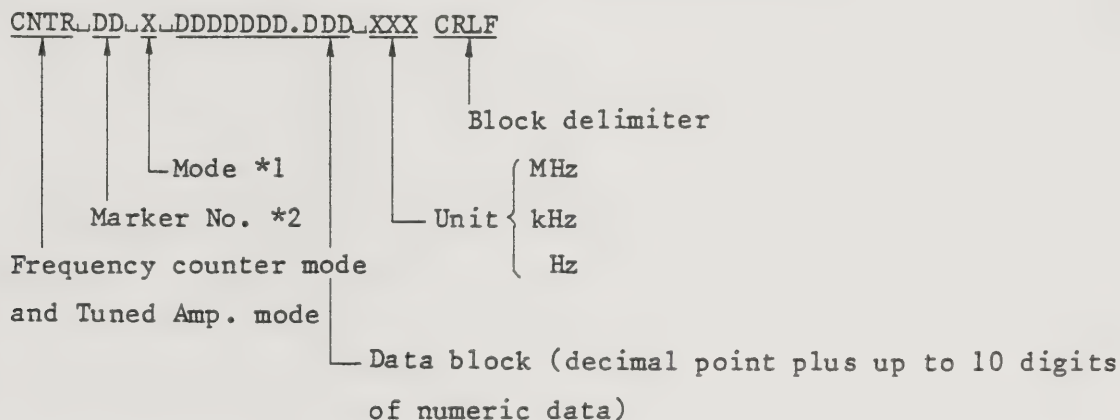 CNTR␣DD␣X␣DDDDDDD.DDD␣XXX CRLF
Block delimiter
Mode *1
MHz
Marker No. *2
Unit
kHz
Hz
Frequency counter mode
and Tuned Amp. mode
Data block (decimal point plus up to 10 digits
of numeric data)